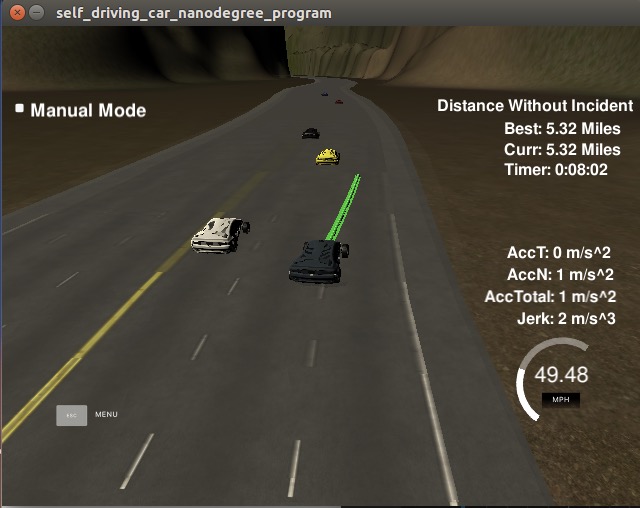 self_driving_car_nanodegree_program
Manual Mode
Distance Without Incident
Best: 5.32 Miles
Curr: 5.32 Miles
Timer: 0:08:02
AccT: 0 m/s^2
AccN: 1 m/s^2
AccTotal: 1 m/s^2
Jerk: 2 m/s^3
49.48
MPH
ESC
MENU